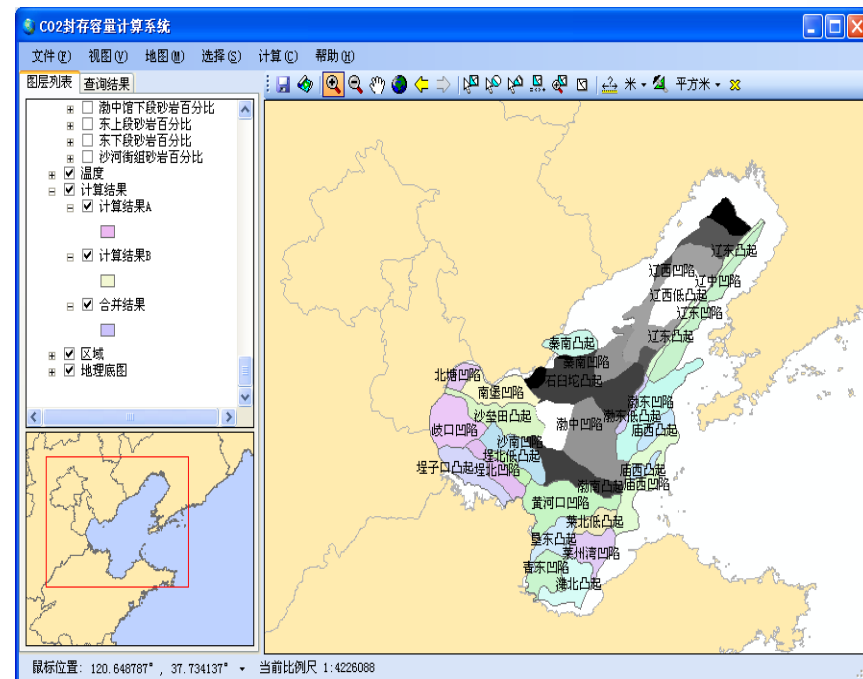 CO2封存容量计算系统
文件(F) 视图(V) 地图(M) 选择(S) 计算(C) 帮助(H)
图层列表 查询结果
米 平方米
渤中馆下段砂岩百分比
东上段砂岩百分比
东下段砂岩百分比
沙河街组砂岩百分比
温度
计算结果
计算结果A
计算结果B
合并结果
区域
地理底图
辽东凸起
辽西凹陷
辽中凹陷
辽西低凸起
辽东凹陷
辽东凸起
秦南凸起
秦南凹陷
石臼坨凸起
北塘凹陷
南堡凹陷
渤东凹陷
沙垒田凸起
渤东低凸起
渤中凹陷
庙西凸起
歧口凹陷
沙南凹陷
埕北低凸起
埕子口凸起
埕北凹陷
庙西凸起
庙西凹陷
渤南凸起
黄河口凹陷
莱北低凸起
垦东凸起
莱州湾凹陷
青东凹陷
潍北凸起
鼠标位置: 120.648787°, 37.734137° 当前比例尺 1:4226088